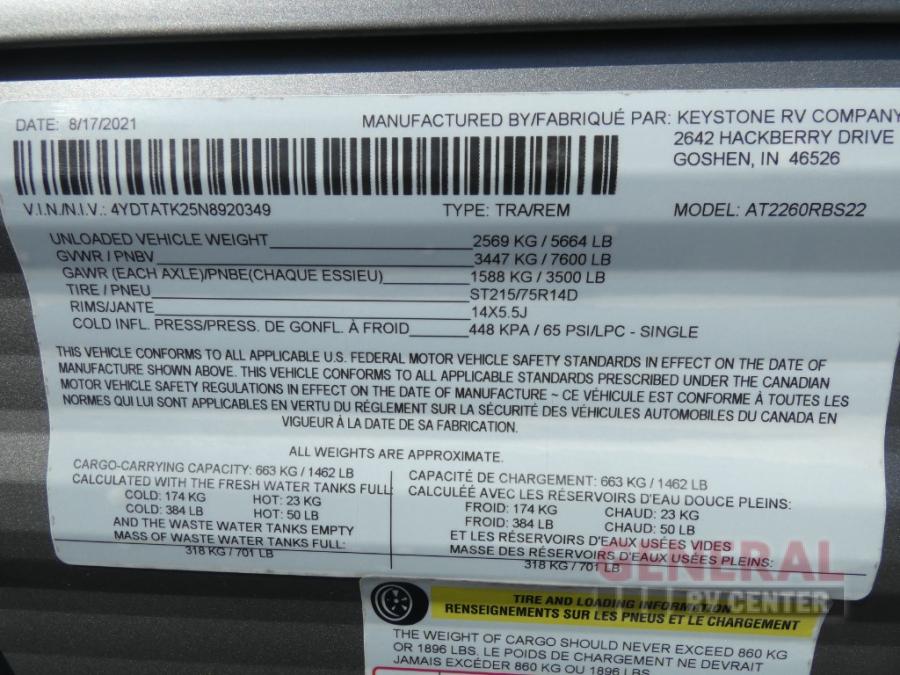 DATE: 8/17/2021
MANUFACTURED BY/FABRIQUÉ PAR: KEYSTONE RV COMPANY
2642 HACKBERRY DRIVE
GOSHEN, IN 46526
V.I.N./N.I.V.: 4YDTATK25N8920349 TYPE: TRA/REM MODEL: AT2260RBS22
UNLOADED VEHICLE WEIGHT 2569 KG / 5664 LB
GVWR / PNBV 3447 KG / 7600 LB
GAWR (EACH AXLE)/PNBE(CHAQUE ESSIEU) 1588 KG / 3500 LB
TIRE / PNEU ST215/75R14D
RIMS/JANTE 14X5.5J
COLD INFL. PRESS/PRESS. DE GONFL. À FROID 448 KPA / 65 PSI/LPC - SINGLE
THIS VEHICLE CONFORMS TO ALL APPLICABLE U.S. FEDERAL MOTOR VEHICLE SAFETY STANDARDS IN EFFECT ON THE DATE OF
MANUFACTURE SHOWN ABOVE. THIS VEHICLE CONFORMS TO ALL APPLICABLE STANDARDS PRESCRIBED UNDER THE CANADIAN
MOTOR VEHICLE SAFETY REGULATIONS IN EFFECT ON THE DATE OF MANUFACTURE ~ CE VÉHICULE EST CONFORME À TOUTES LES
NORMES QUI LUI SONT APPLICABLES EN VERTU DU RÉGLEMENT SUR LA SÉCURITÉ DES VÉHICULES AUTOMOBILES DU CANADA EN
VIGUEUR À LA DATE DE SA FABRICATION.
ALL WEIGHTS ARE APPROXIMATE.
CARGO-CARRYING CAPACITY: 663 KG / 1462 LB
CALCULATED WITH THE FRESH WATER TANKS FULL:
COLD: 174 KG HOT: 23 KG
COLD: 384 LB HOT: 50 LB
AND THE WASTE WATER TANKS EMPTY
MASS OF WASTE WATER TANKS FULL:
318 KG / 701 LB
CAPACITÉ DE CHARGEMENT: 663 KG / 1462 LB
CALCULÉE AVEC LES RÉSERVOIRS D'EAU DOUCE PLEINS:
FROID: 174 KG CHAUD: 23 KG
FROID: 384 LB CHAUD: 50 LB
ET LES RÉSERVOIRS D'EAUX USÉES VIDES
MASSE DES RÉSERVOIRS D'EAUX USÉES PLEINS:
318 KG / 701 LB
GENERAL
RV CENTER
TIRE AND LOADING INFORMATION
RENSEIGNEMENTS SUR LES PNEUS ET LE CHARGEMENT
THE WEIGHT OF CARGO SHOULD NEVER EXCEED 860 KG
OR 1896 LBS. LE POIDS DE CHARGEMENT NE DEVRAIT
JAMAIS EXCÉDER 860 KG OU 1896 LBS.